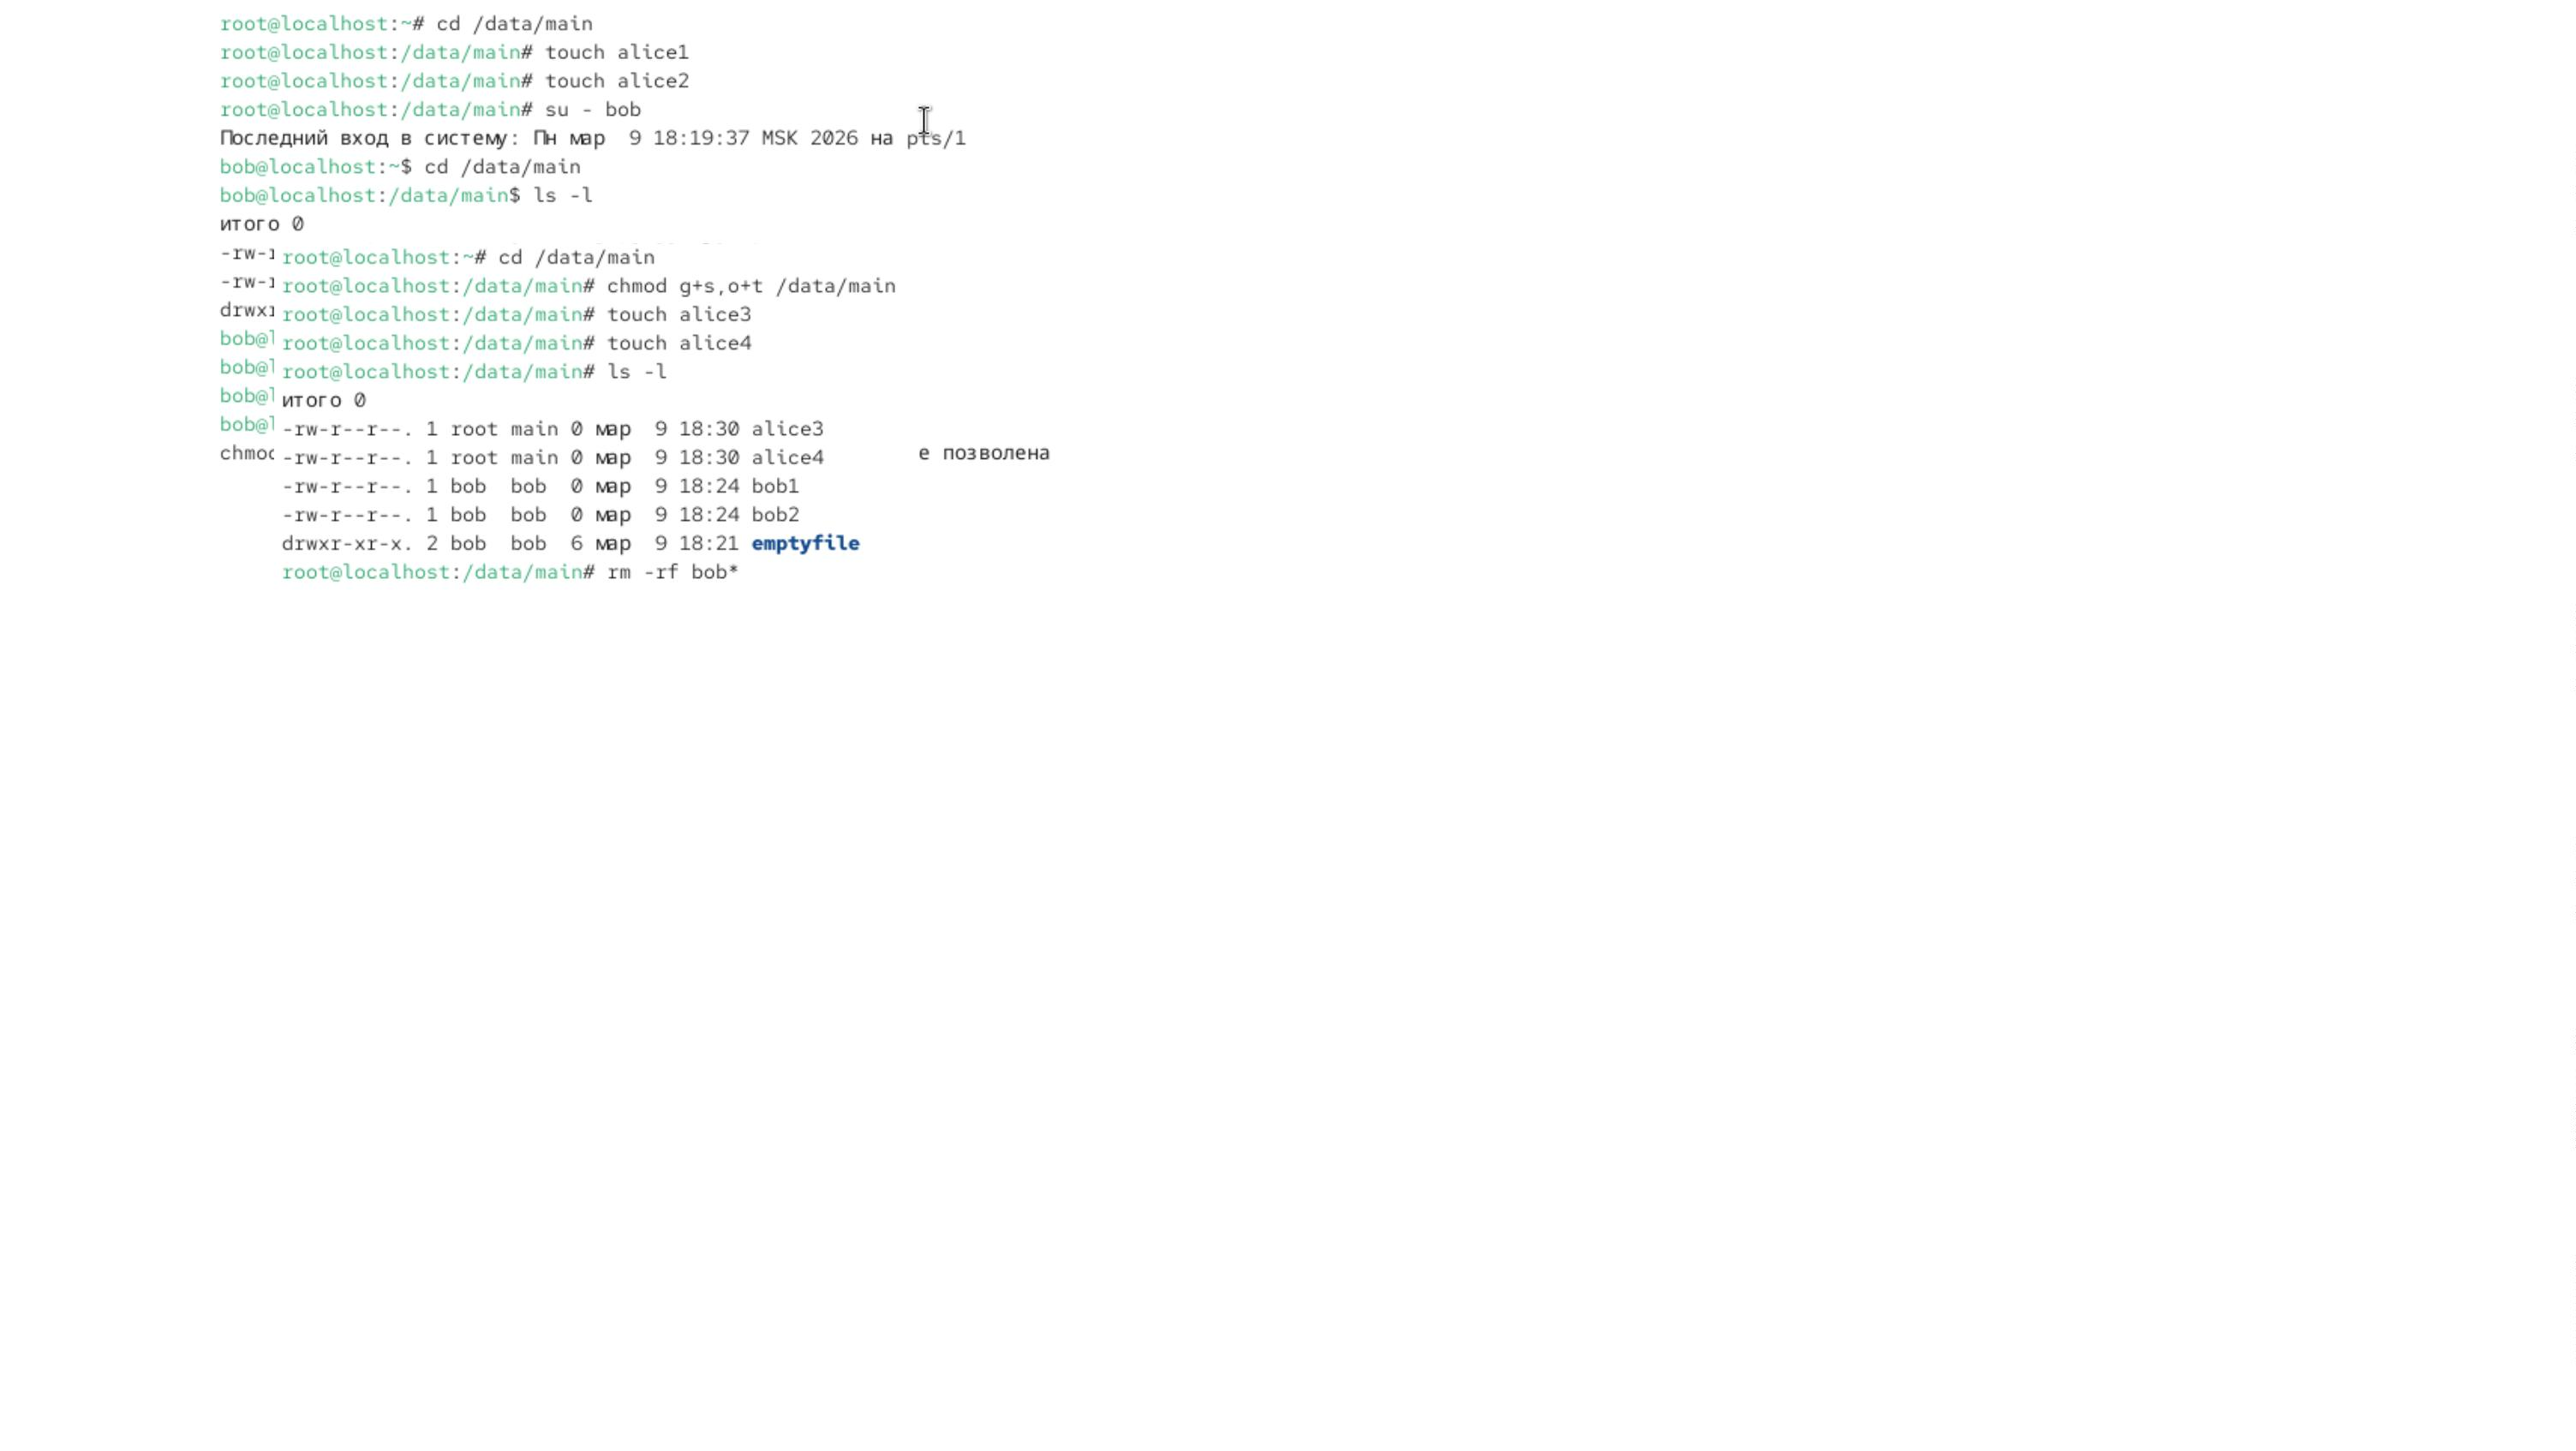 root@localhost:~# cd /data/main
root@localhost:/data/main# touch alice1
root@localhost:/data/main# touch alice2
root@localhost:/data/main# su - bob
Последний вход в систему: Пн мар  9 18:19:37 MSK 2026 на pts/1
bob@localhost:~$ cd /data/main
bob@localhost:/data/main$ ls -l
итого 0
-rw-
-rw-
drwx
bob@
bob@
bob@
bob@
е позволена
root@localhost:~# cd /data/main
root@localhost:/data/main# chmod g+s,o+t /data/main
root@localhost:/data/main# touch alice3
root@localhost:/data/main# touch alice4
root@localhost:/data/main# ls -l
итого 0
-rw-r--r--. 1 root main 0 мар  9 18:30 alice3
-rw-r--r--. 1 root main 0 мар  9 18:30 alice4
-rw-r--r--. 1 bob  bob  0 мар  9 18:24 bob1
-rw-r--r--. 1 bob  bob  0 мар  9 18:24 bob2
drwxr-xr-x. 2 bob  bob  6 мар  9 18:21 emptyfile
root@localhost:/data/main# rm -rf bob*